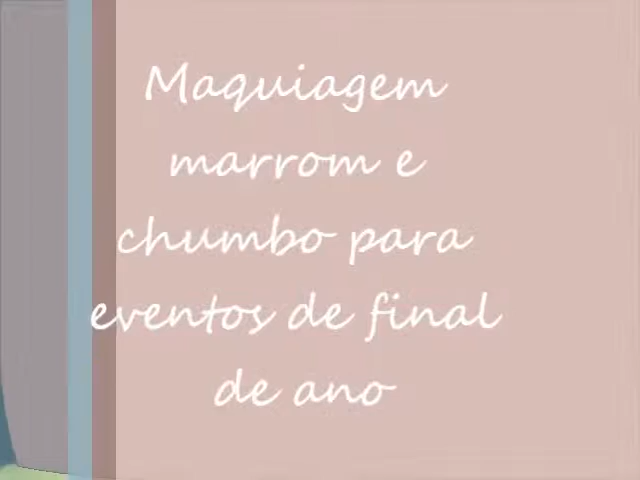 Maquiagem
marrom e
chumbo para
eventos de final
de ano